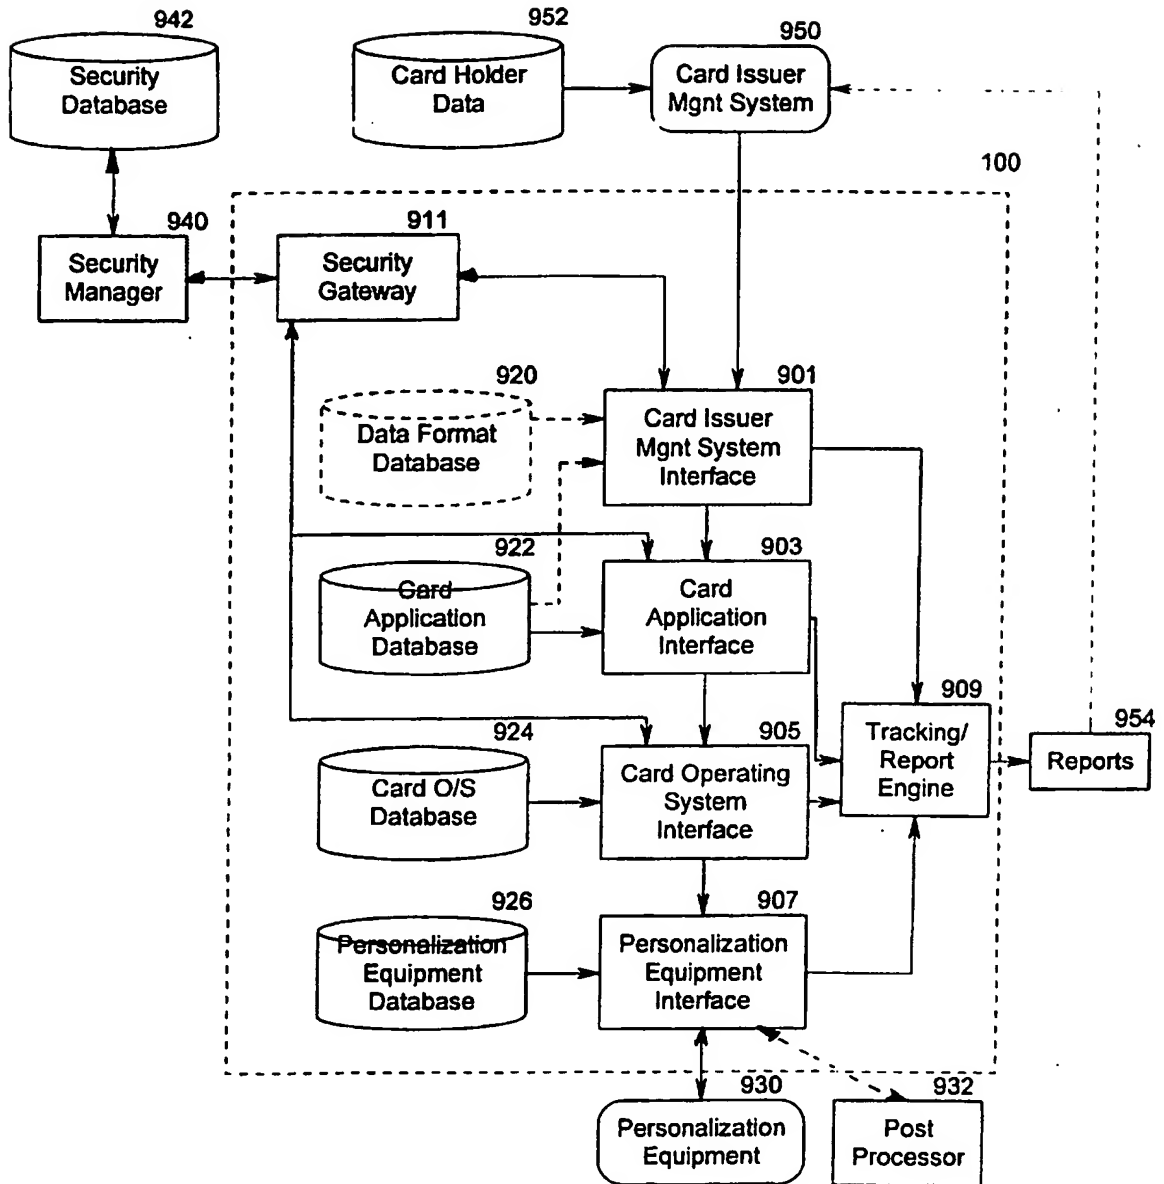 942
Security
Database
952
Card Holder
Data
950
Card Issuer
Mgnt System
100
940
Security
Manager
911
Security
Gateway
920
Data Format
Database
901
Card Issuer
Mgnt System
Interface
922
Card
Application
Database
903
Card
Application
Interface
909
Tracking/
Report
Engine
954
Reports
924
Card O/S
Database
905
Card Operating
System
Interface
926
Personalization
Equipment
Database
907
Personalization
Equipment
Interface
930
Personalization
Equipment
932
Post
Processor